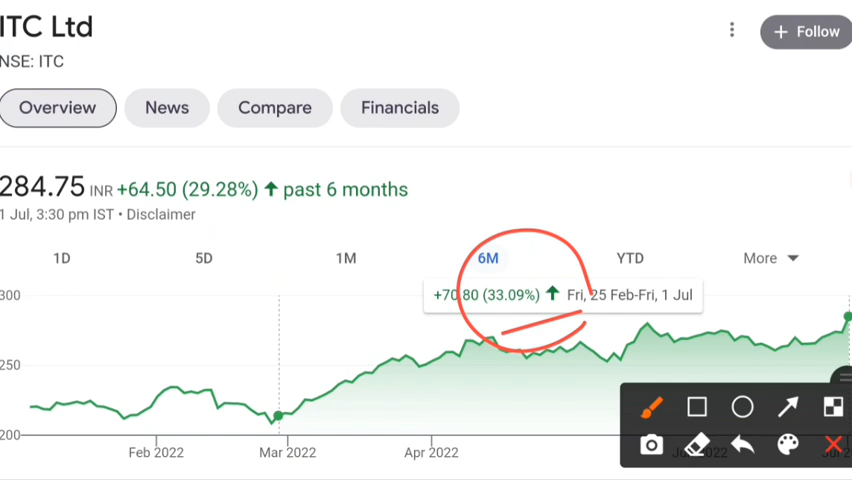 ITC Ltd
Follow
NSE: ITC
Overview
News
Compare
Financials
284.75 INR +64.50 (29.28%) past 6 months
1 Jul, 3:30 pm IST • Disclaimer
1D
5D
1M
6M
YTD
More
+70.80 (33.09%) Fri, 25 Feb-Fri, 1 Jul
300
250
200
Feb 2022
Mar 2022
Apr 2022